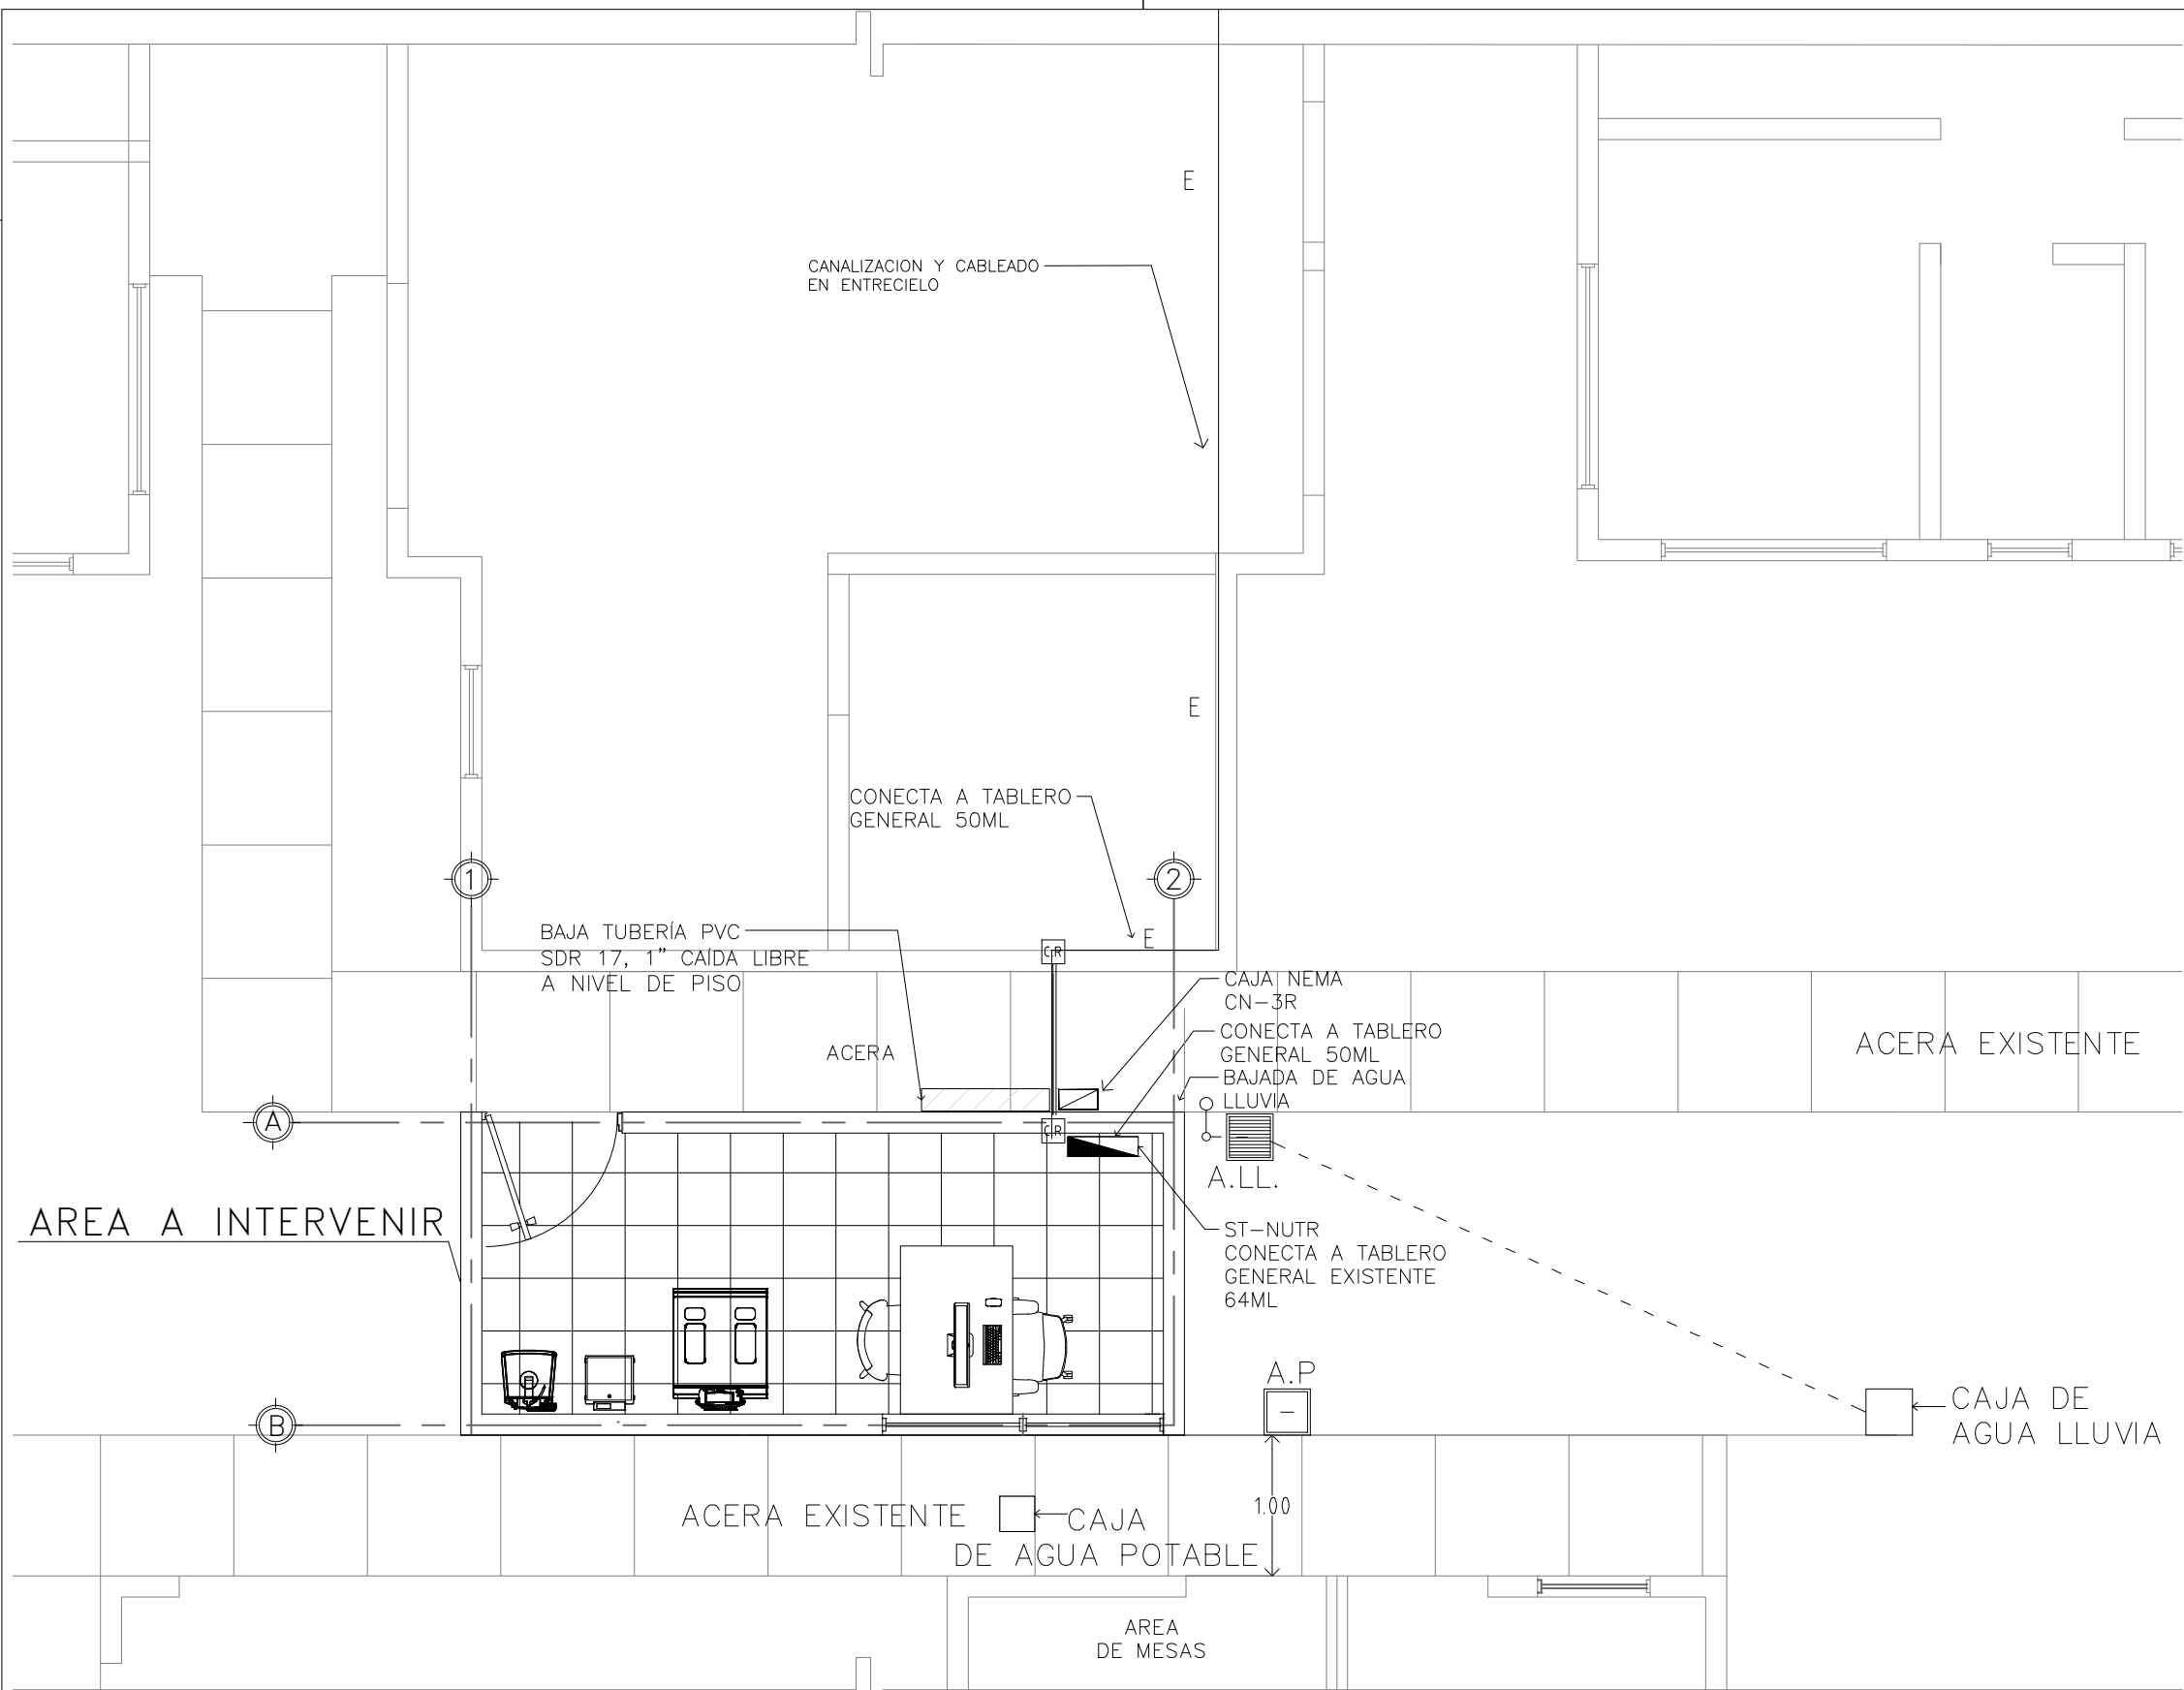 E
CANALIZACION Y CABLEADO
EN ENTRECIELO
E
CONECTA A TABLERO
GENERAL 50ML
1
2
BAJA TUBERÍA PVC
SDR 17, 1" CAÍDA LIBRE
A NIVEL DE PISO
E
CR
CAJA NEMA
CN-3R
CONECTA A TABLERO
GENERAL 50ML
BAJADA DE AGUA
LLUVIA
ACERA
ACERA EXISTENTE
A
CR
A.LL.
AREA A INTERVENIR
ST-NUTR
CONECTA A TABLERO
GENERAL EXISTENTE
64ML
A.P
B
CAJA DE
AGUA LLUVIA
ACERA EXISTENTE
CAJA
DE AGUA POTABLE
1.00
AREA
DE MESAS